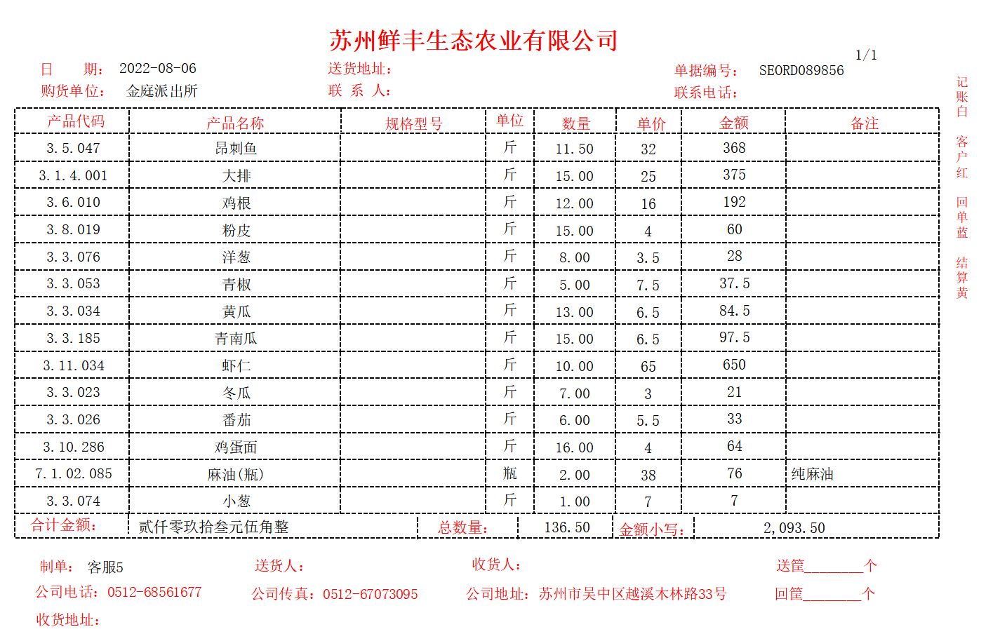 苏州鲜丰生态农业有限公司
1/1
日 期： 2022-08-06 送货地址： 单据编号： SEORD089856
购货单位： 金庭派出所 联 系 人： 联系电话：
产品代码 产品名称 规格型号 单位 数量 单价 金额 备注
3.5.047 昂刺鱼 斤 11.50 32 368
3.1.4.001 大排 斤 15.00 25 375
3.6.010 鸡根 斤 12.00 16 192
3.8.019 粉皮 斤 15.00 4 60
3.3.076 洋葱 斤 8.00 3.5 28
3.3.053 青椒 斤 5.00 7.5 37.5
3.3.034 黄瓜 斤 13.00 6.5 84.5
3.3.185 青南瓜 斤 15.00 6.5 97.5
3.11.034 虾仁 斤 10.00 65 650
3.3.023 冬瓜 斤 7.00 3 21
3.3.026 番茄 斤 6.00 5.5 33
3.10.286 鸡蛋面 斤 16.00 4 64
7.1.02.085 麻油(瓶) 瓶 2.00 38 76 纯麻油
3.3.074 小葱 斤 1.00 7 7
合计金额： 贰仟零玖拾叁元伍角整 总数量： 136.50 金额小写： 2,093.50
制单： 客服5 送货人： 收货人： 送筐________个
公司电话：0512-68561677 公司传真：0512-67073095 公司地址：苏州市吴中区越溪木林路33号 回筐________个
收货地址：
记账白 客户红 回单蓝 结算黄